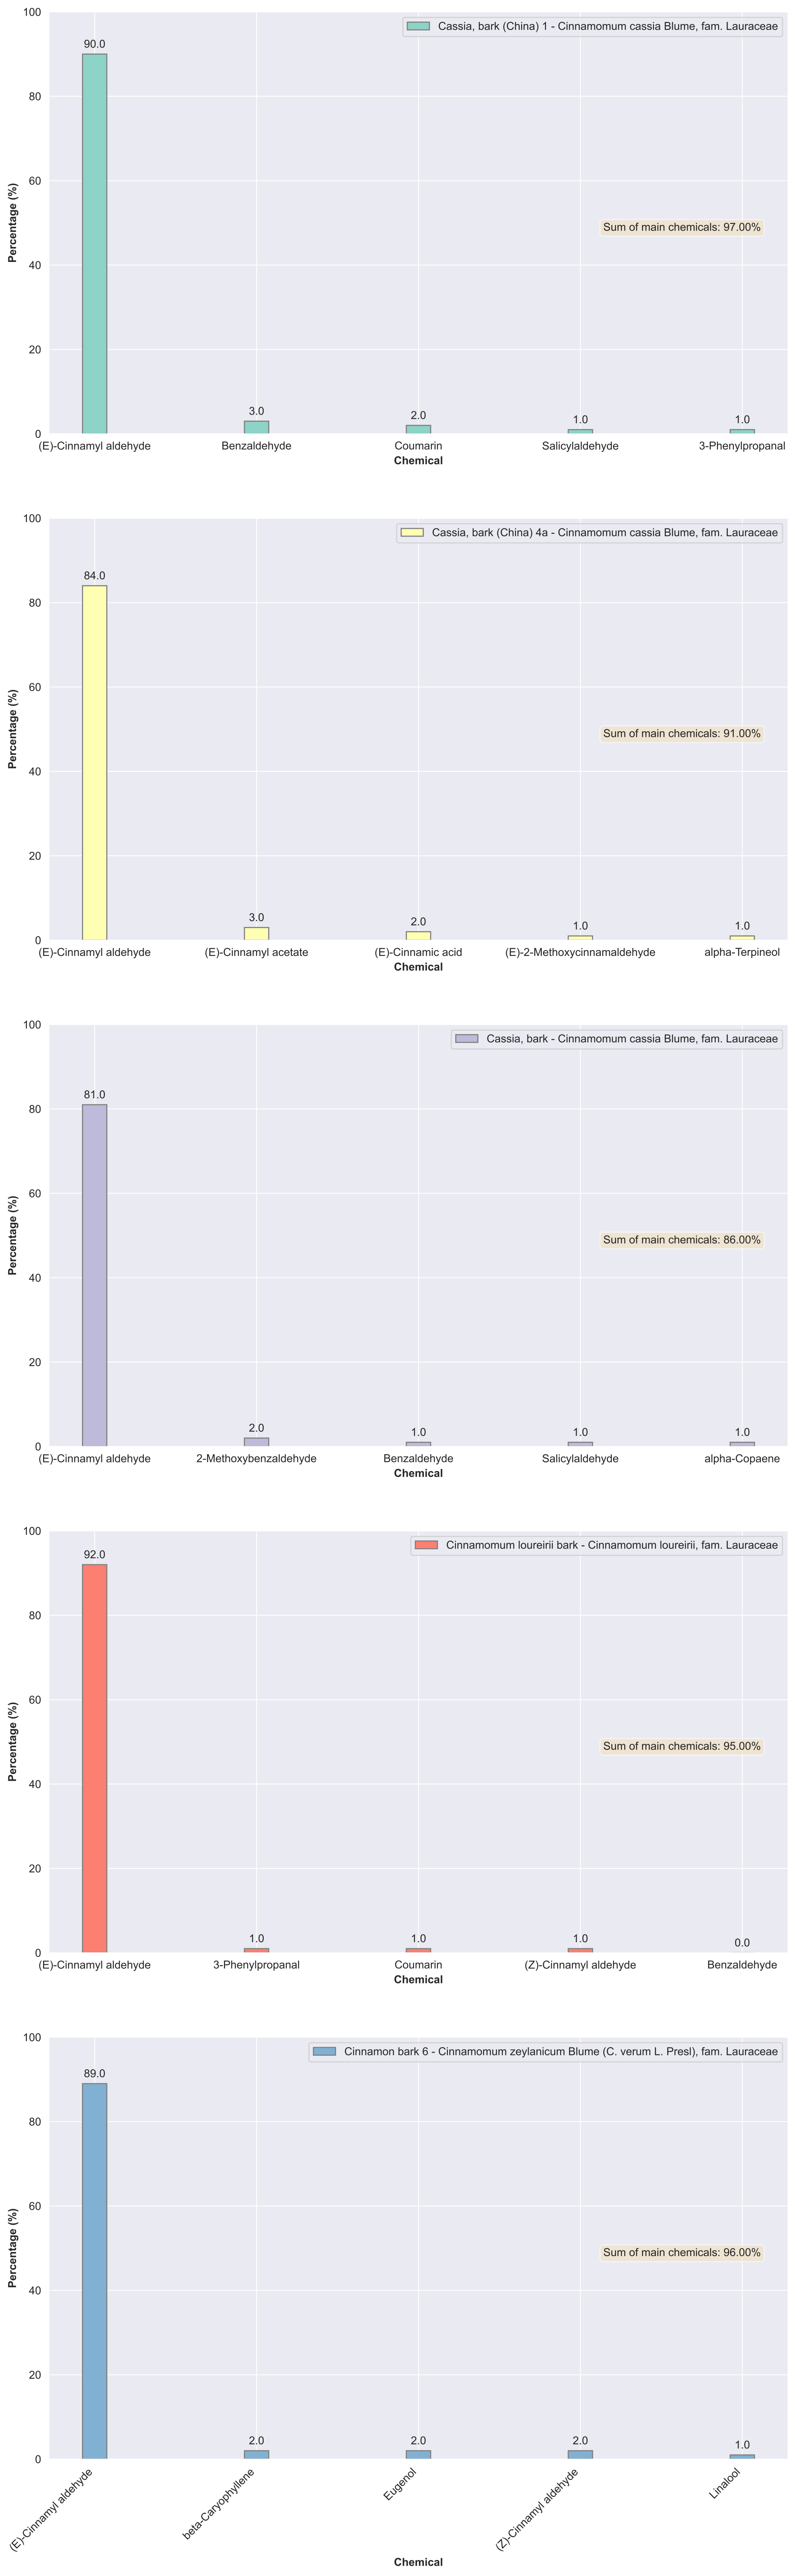 100
Cassia, bark (China) 1 - Cinnamomum cassia Blume, fam. Lauraceae
90.0
80
60
Percentage (%)
Sum of main chemicals: 97.00%
40
20
3.0
2.0
1.0
1.0
0
(E)-Cinnamyl aldehyde
Benzaldehyde
Coumarin
Salicylaldehyde
3-Phenylpropanal
Chemical
100
Cassia, bark (China) 4a - Cinnamomum cassia Blume, fam. Lauraceae
84.0
80
60
Percentage (%)
Sum of main chemicals: 91.00%
40
20
3.0
2.0
1.0
1.0
0
(E)-Cinnamyl aldehyde
(E)-Cinnamyl acetate
(E)-Cinnamic acid
(E)-2-Methoxycinnamaldehyde
alpha-Terpineol
Chemical
100
Cassia, bark - Cinnamomum cassia Blume, fam. Lauraceae
81.0
80
60
Percentage (%)
Sum of main chemicals: 86.00%
40
20
2.0
1.0
1.0
1.0
0
(E)-Cinnamyl aldehyde
2-Methoxybenzaldehyde
Benzaldehyde
Salicylaldehyde
alpha-Copaene
Chemical
100
Cinnamomum loureirii bark - Cinnamomum loureirii, fam. Lauraceae
92.0
80
60
Percentage (%)
Sum of main chemicals: 95.00%
40
20
1.0
1.0
1.0
0.0
0
(E)-Cinnamyl aldehyde
3-Phenylpropanal
Coumarin
(Z)-Cinnamyl aldehyde
Benzaldehyde
Chemical
100
Cinnamon bark 6 - Cinnamomum zeylanicum Blume (C. verum L. Presl), fam. Lauraceae
89.0
80
60
Percentage (%)
Sum of main chemicals: 96.00%
40
20
2.0
2.0
2.0
1.0
0
(E)-Cinnamyl aldehyde
beta-Caryophyllene
Eugenol
(Z)-Cinnamyl aldehyde
Linalool
Chemical